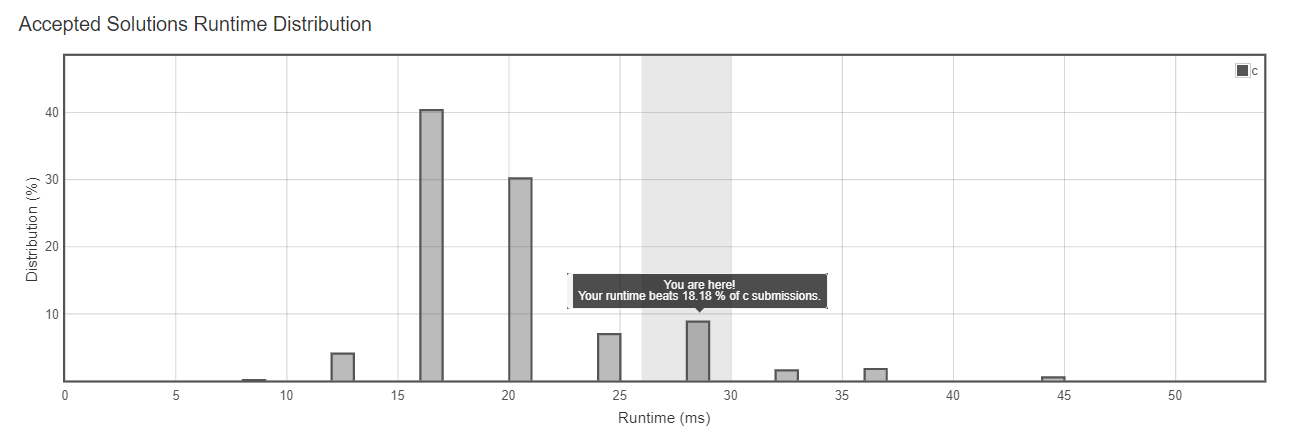 Accepted Solutions Runtime Distribution
c
40
30
20
10
Distribution (%)
You are here!
Your runtime beats 18.18 % of c submissions.
0 5 10 15 20 25 30 35 40 45 50
Runtime (ms)